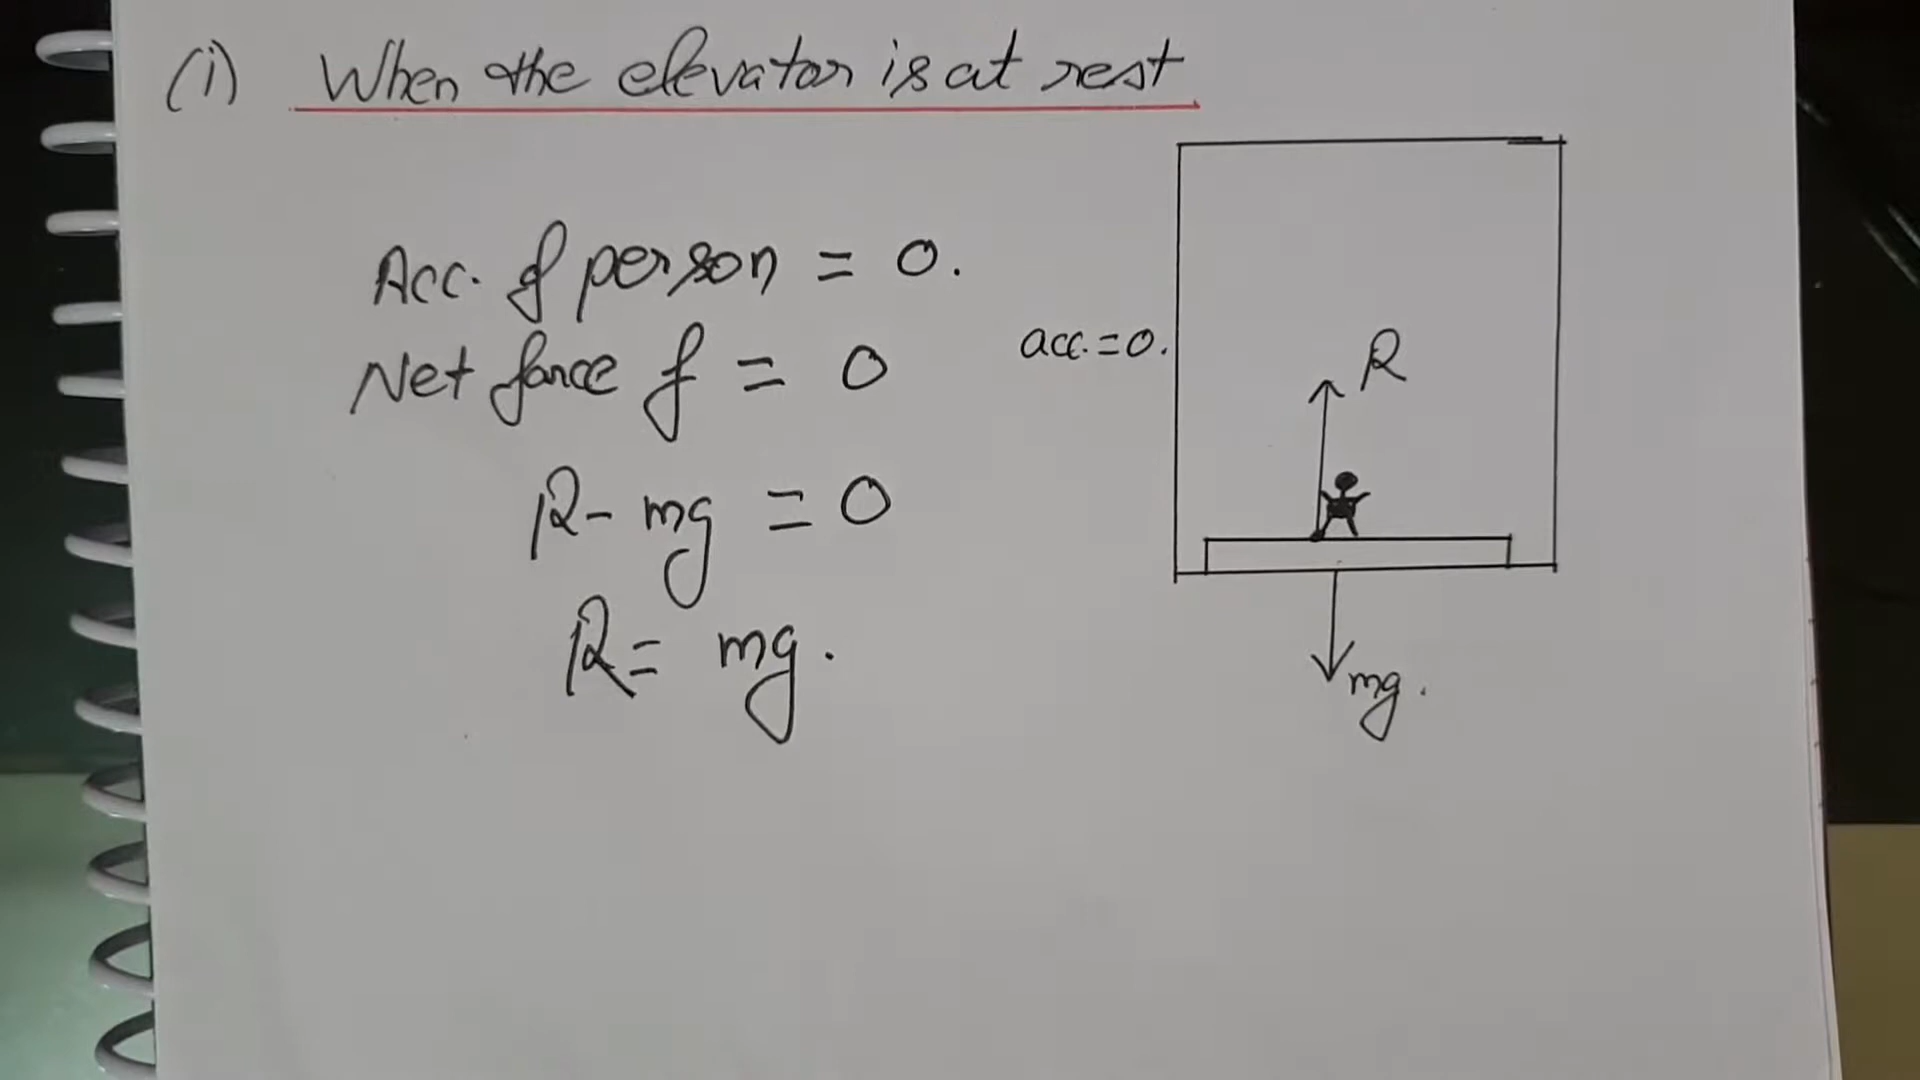 (i) When the elevator is at rest
Acc. of person = 0.
Net force f = 0
acc. = 0.
R
R - mg = 0
R = mg.
mg.